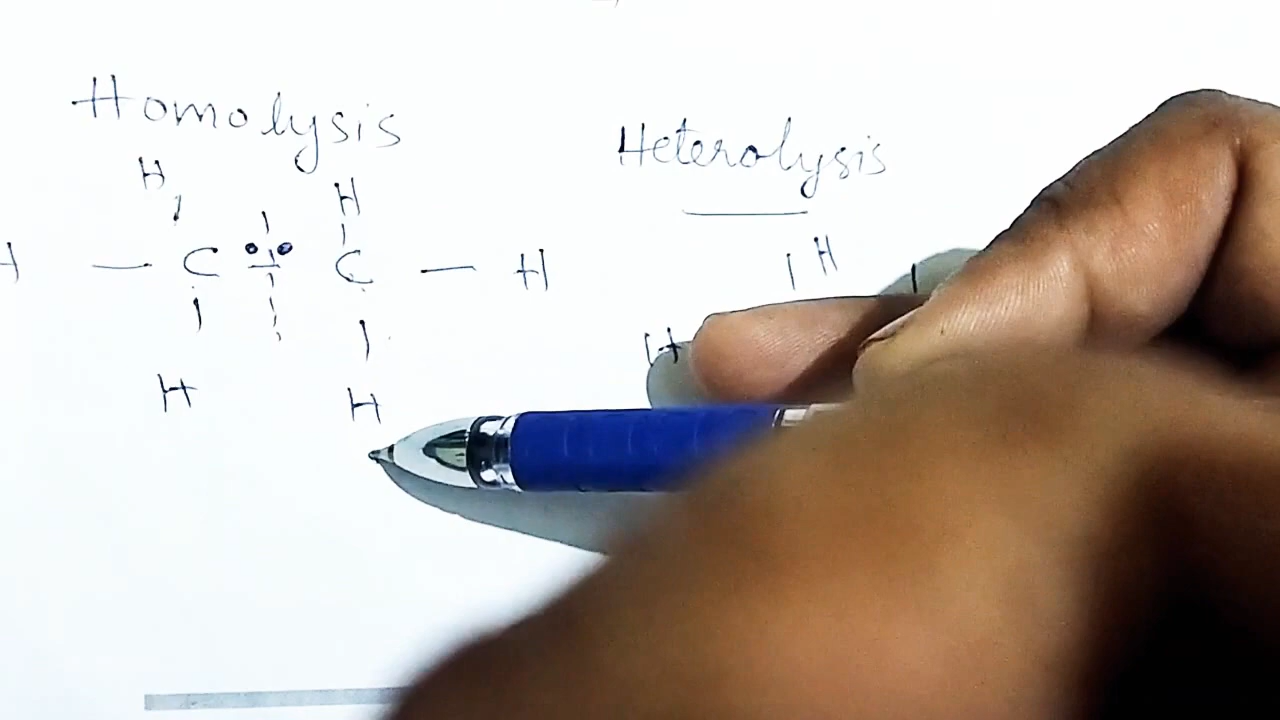 Homolysis
Heterolysis
H H
H — C : C — H
H H
H
H